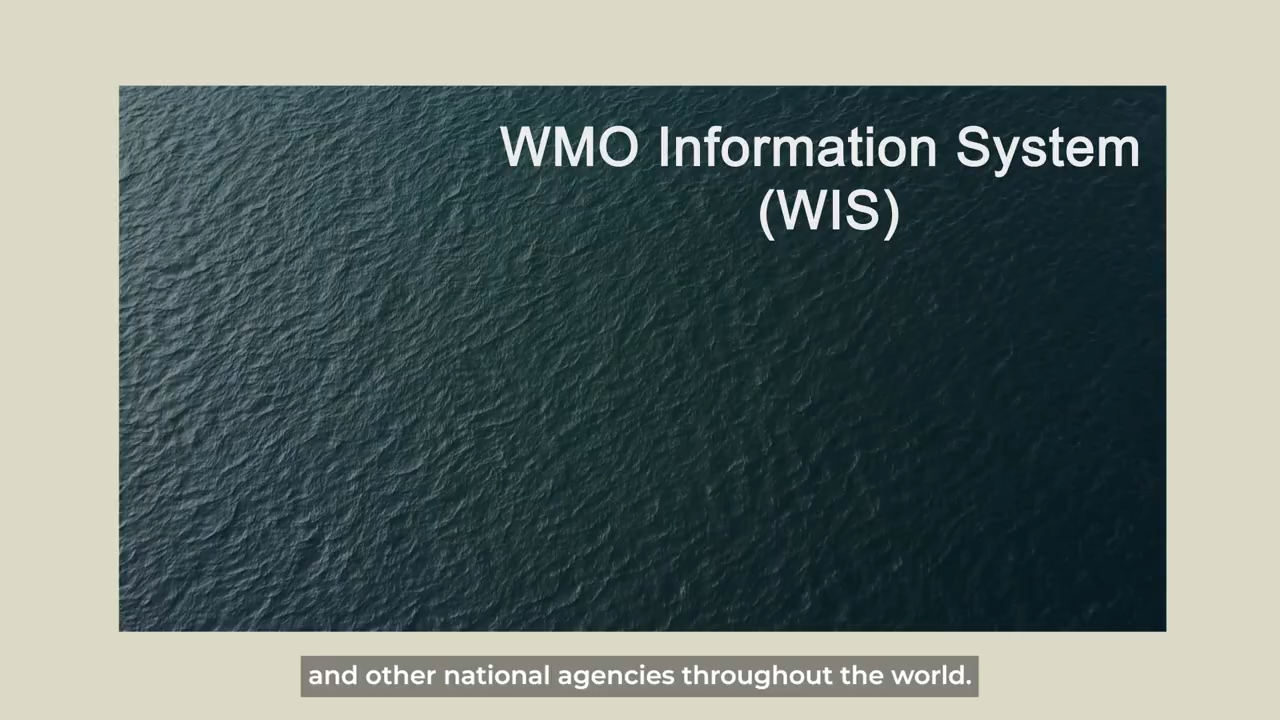 WMO Information System
(WIS)
and other national agencies throughout the world.